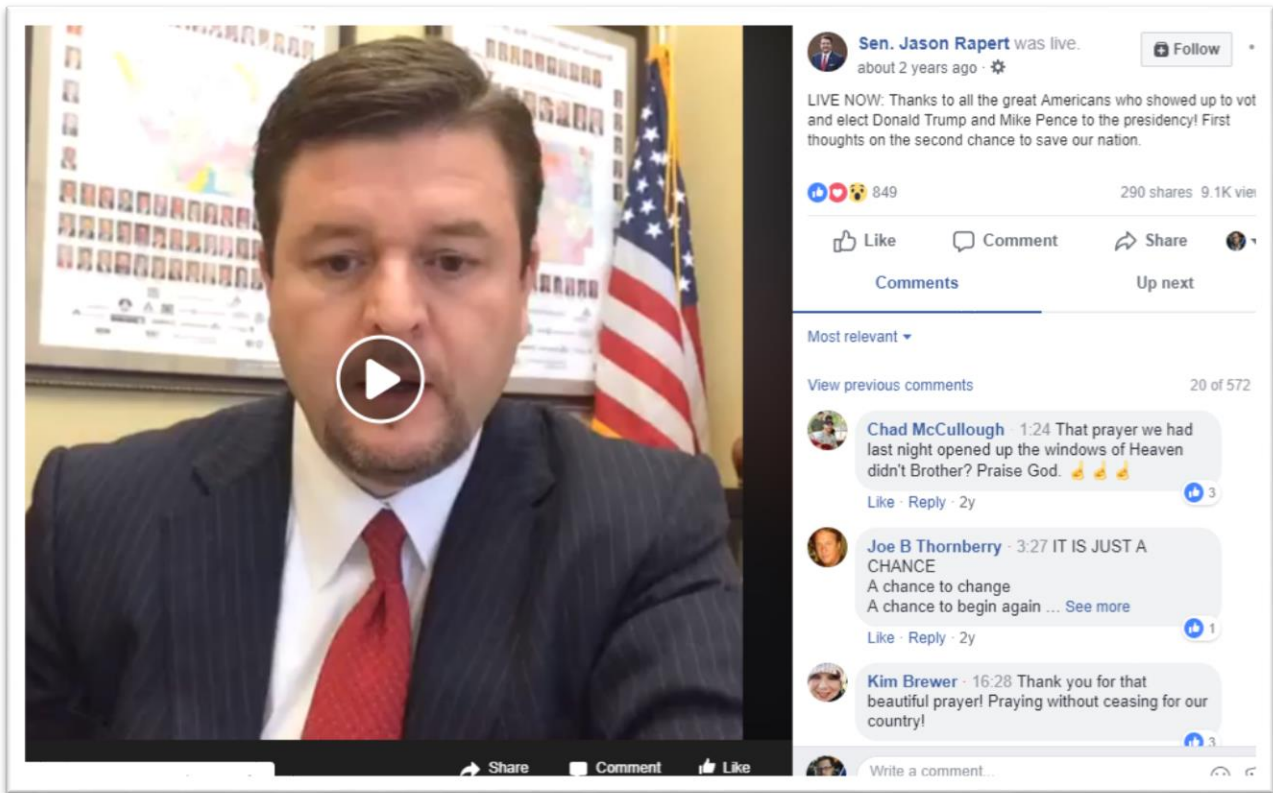 Sen. Jason Rapert was live.
Follow
about 2 years ago ·
LIVE NOW: Thanks to all the great Americans who showed up to vot
and elect Donald Trump and Mike Pence to the presidency! First
thoughts on the second chance to save our nation.
849
290 shares 9.1K vie
Like
Comment
Share
Comments
Up next
Most relevant
View previous comments
20 of 572
Chad McCullough · 1:24 That prayer we had
last night opened up the windows of Heaven
didn't Brother? Praise God. ☝ ☝ ☝
3
Like · Reply · 2y
Joe B Thornberry · 3:27 IT IS JUST A
CHANCE
A chance to change
A chance to begin again ... See more
1
Like · Reply · 2y
Kim Brewer · 16:28 Thank you for that
beautiful prayer! Praying without ceasing for our
country!
3
Write a comment...
Share
Comment
Like